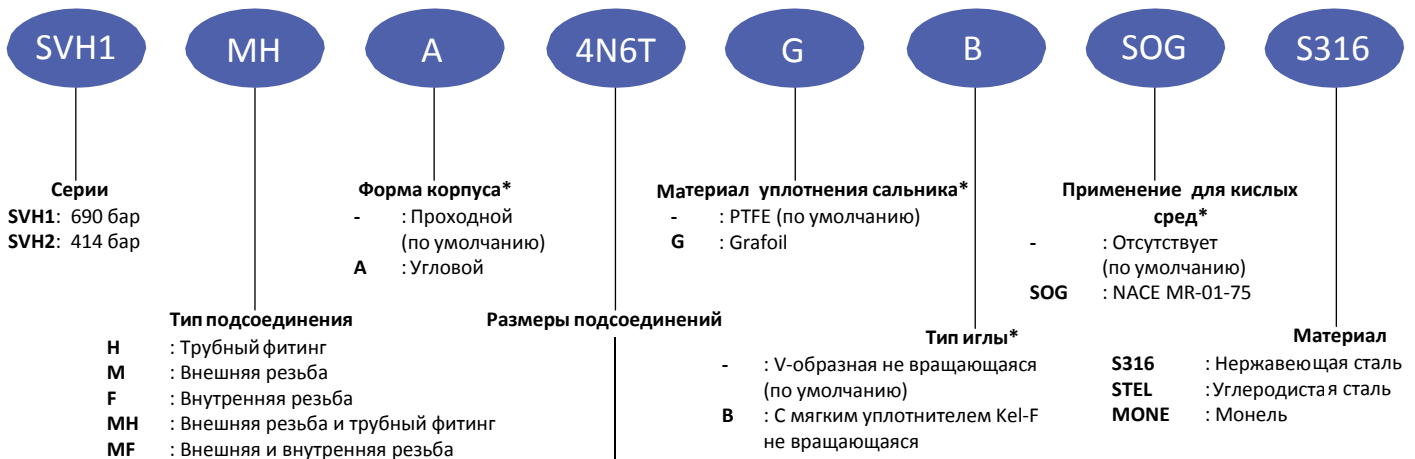 SVH1 MH A 4N6T G B SOG S316
Серии
SVH1: 690 бар
SVH2: 414 бар
Форма корпуса*
- : Проходной
(по умолчанию)
A : Угловой
Материал уплотнения сальника*
- : PTFE (по умолчанию)
G : Grafoil
Применение для кислых
сред*
- : Отсутствует
(по умолчанию)
SOG : NACE MR-01-75
Тип подсоединения
H : Трубный фитинг
M : Внешняя резьба
F : Внутренняя резьба
MH : Внешняя резьба и трубный фитинг
MF : Внешняя и внутренняя резьба
Размеры подсоединений
Тип иглы*
- : V-образная не вращающаяся
(по умолчанию)
B : С мягким уплотнителем Kel-F
не вращающаяся
Материал
S316 : Нержавеющая сталь
STEL : Углеродистая сталь
MONE : Монель